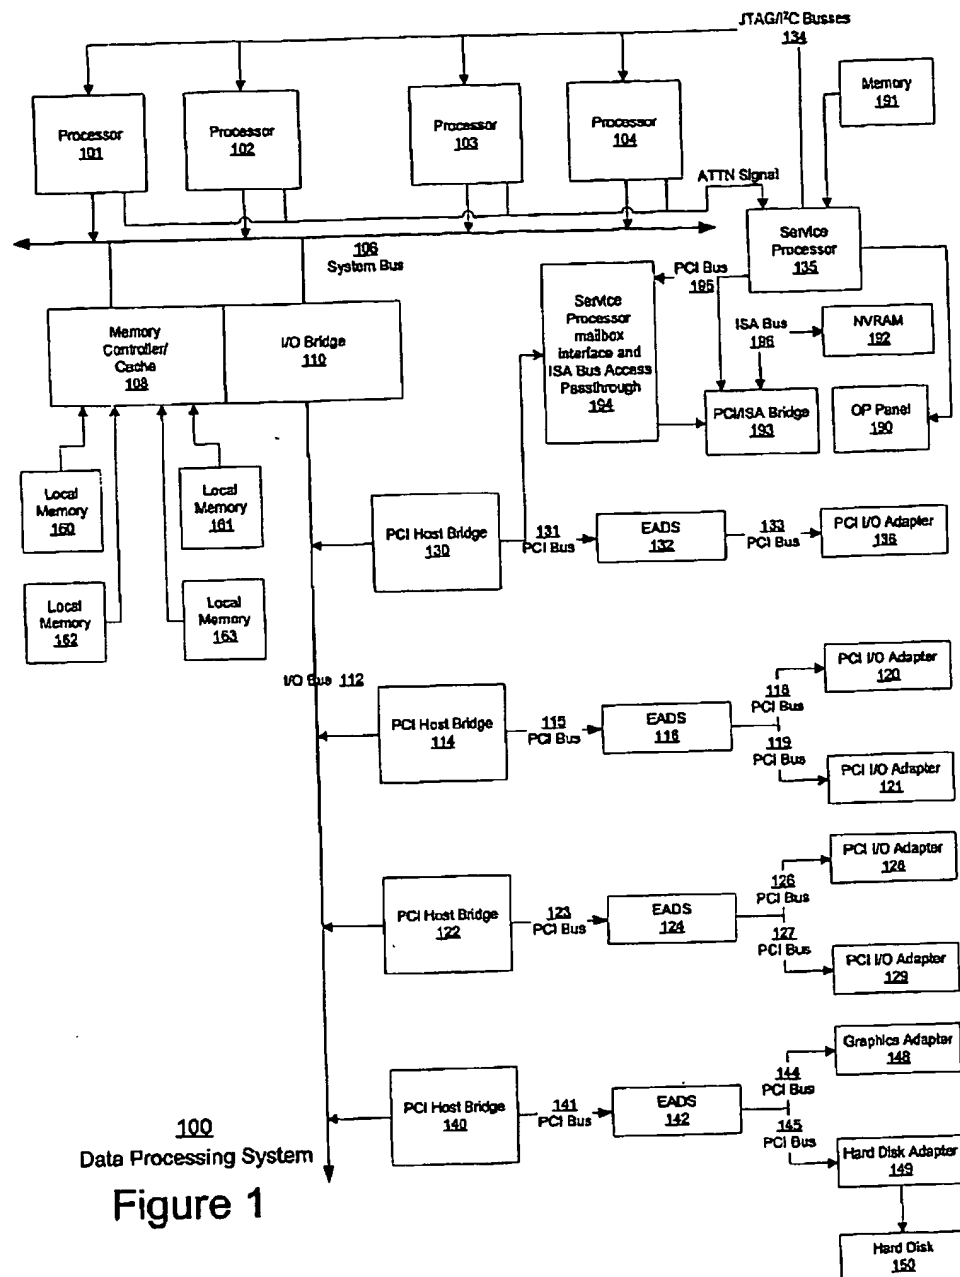 JTAG/I²C Busses
134
Memory
191
Processor
101
Processor
102
Processor
103
Processor
104
ATTN Signal
Service
Processor
135
106
System Bus
PCI Bus
195
Service
Processor
mailbox
interface and
ISA Bus Access
Passthrough
194
ISA Bus
196
NVRAM
192
Memory
Controller/
Cache
108
I/O Bridge
110
PCI/ISA Bridge
193
OP Panel
190
Local
Memory
160
Local
Memory
161
PCI Host Bridge
130
131
PCI Bus
EADS
132
133
PCI Bus
PCI I/O Adapter
136
Local
Memory
162
Local
Memory
163
I/O Bus 112
PCI Host Bridge
114
115
PCI Bus
EADS
116
118
PCI Bus
PCI I/O Adapter
120
119
PCI Bus
PCI I/O Adapter
121
PCI Host Bridge
122
123
PCI Bus
EADS
124
126
PCI Bus
PCI I/O Adapter
128
127
PCI Bus
PCI I/O Adapter
129
PCI Host Bridge
140
141
PCI Bus
EADS
142
144
PCI Bus
Graphics Adapter
148
145
PCI Bus
Hard Disk Adapter
149
Hard Disk
150
100
Data Processing System
Figure 1